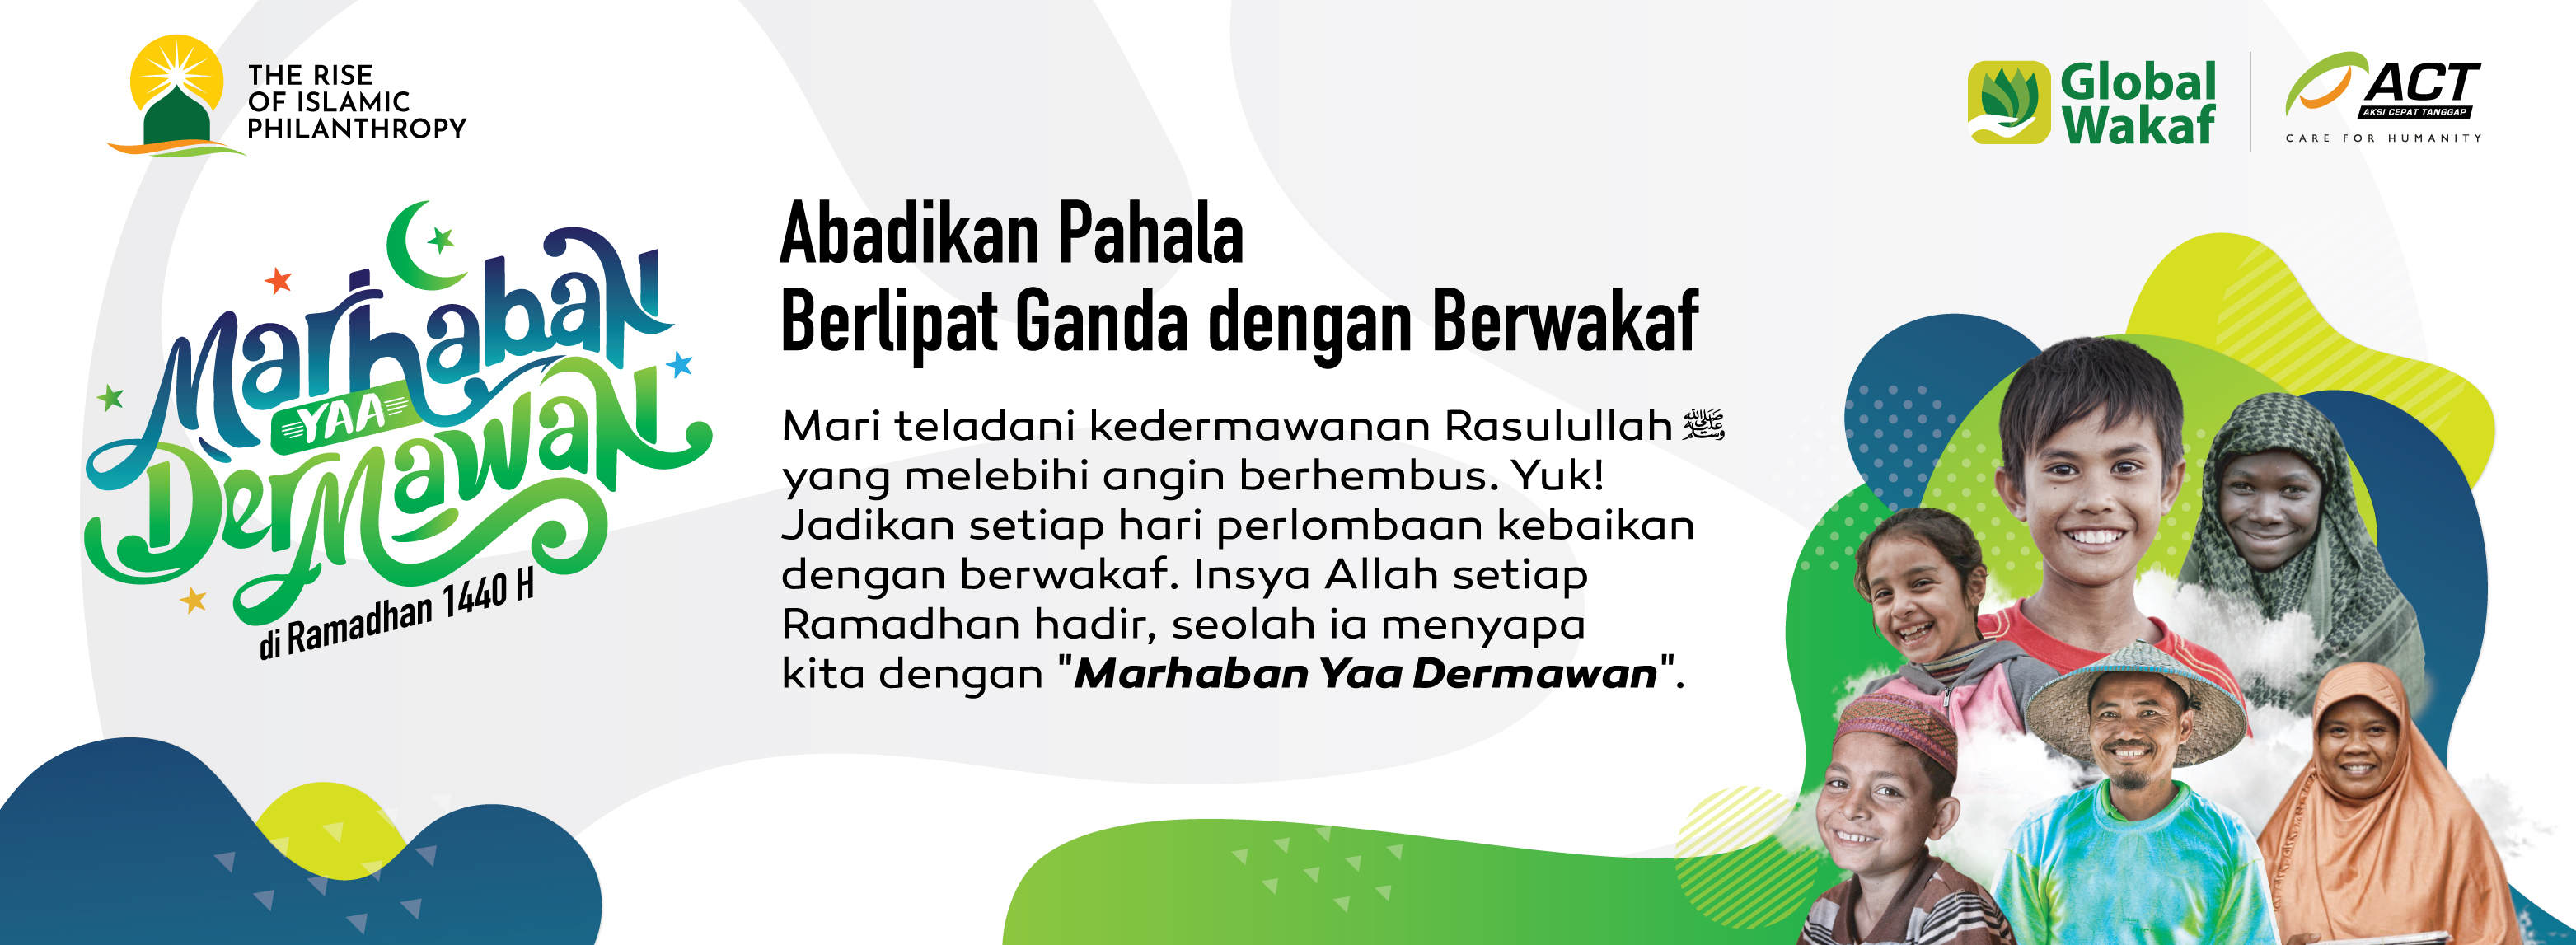 THE RISE
OF ISLAMIC
PHILANTHROPY
Global
Wakaf
ACT
AKSI CEPAT TANGGAP
CARE FOR HUMANITY
Marhaban
YAA
Dermawan
di Ramadhan 1440 H
Abadikan Pahala
Berlipat Ganda dengan Berwakaf
Mari teladani kedermawanan Rasulullah ﷺ
yang melebihi angin berhembus. Yuk!
Jadikan setiap hari perlombaan kebaikan
dengan berwakaf. Insya Allah setiap
Ramadhan hadir, seolah ia menyapa
kita dengan "Marhaban Yaa Dermawan".